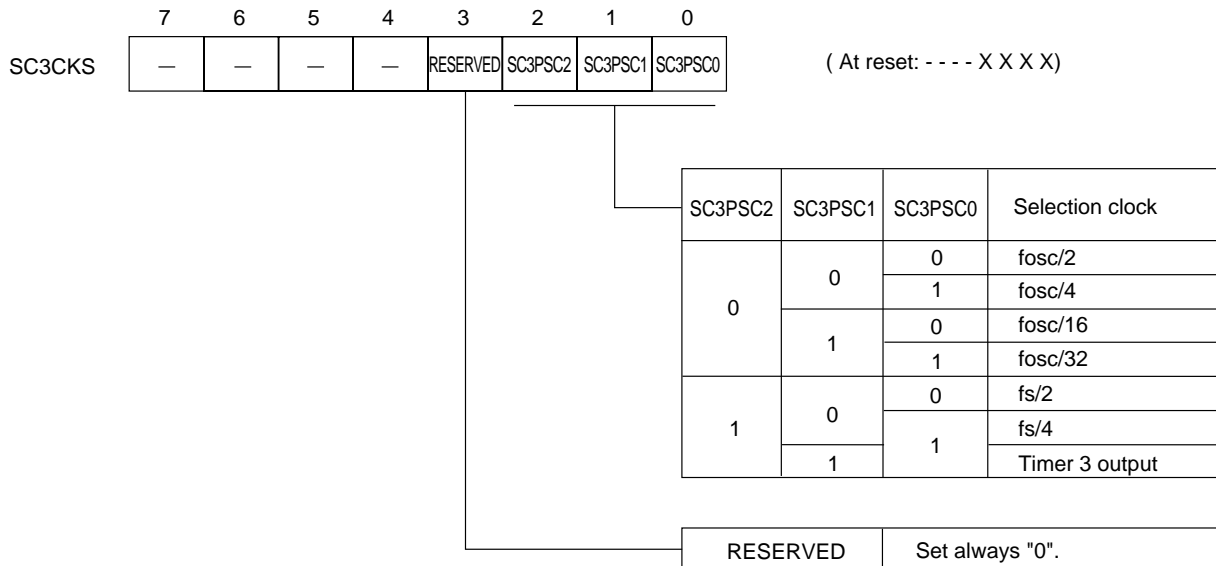 7 6 5 4 3 2 1 0
SC3CKS — — — — RESERVED SC3PSC2 SC3PSC1 SC3PSC0 ( At reset: - - - - X X X X)
SC3PSC2 SC3PSC1 SC3PSC0 Selection clock
0 0 0 fosc/2
1 fosc/4
1 0 fosc/16
1 fosc/32
1 0 0 fs/2
1 fs/4
1 Timer 3 output
RESERVED Set always "0".